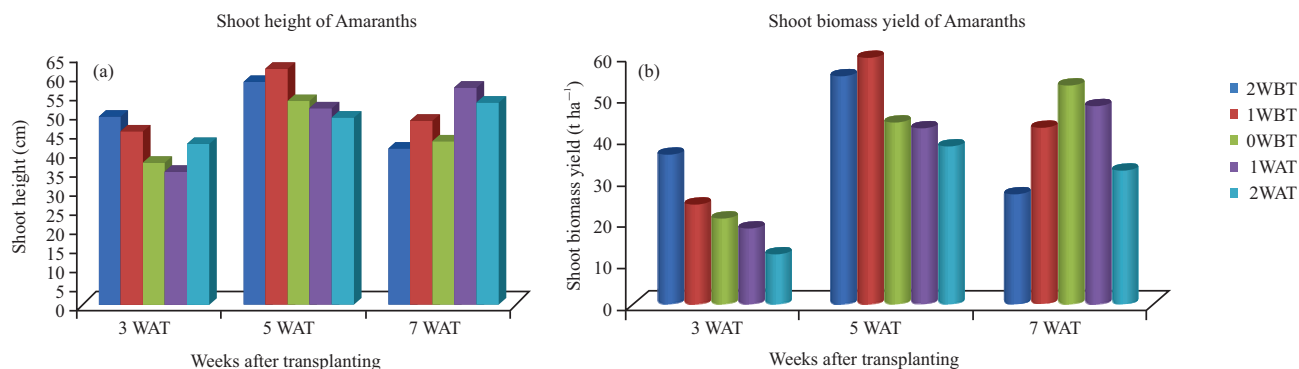 Shoot height of Amaranths
(a)
Shoot height (cm)
65
60
55
50
45
40
35
30
25
20
15
10
5
0
3 WAT
5 WAT
7 WAT
Weeks after transplanting
Shoot biomass yield of Amaranths
(b)
Shoot biomass yield (t ha⁻¹)
60
50
40
30
20
10
0
3 WAT
5 WAT
7 WAT
Weeks after transplanting
2WBT
1WBT
0WBT
1WAT
2WAT